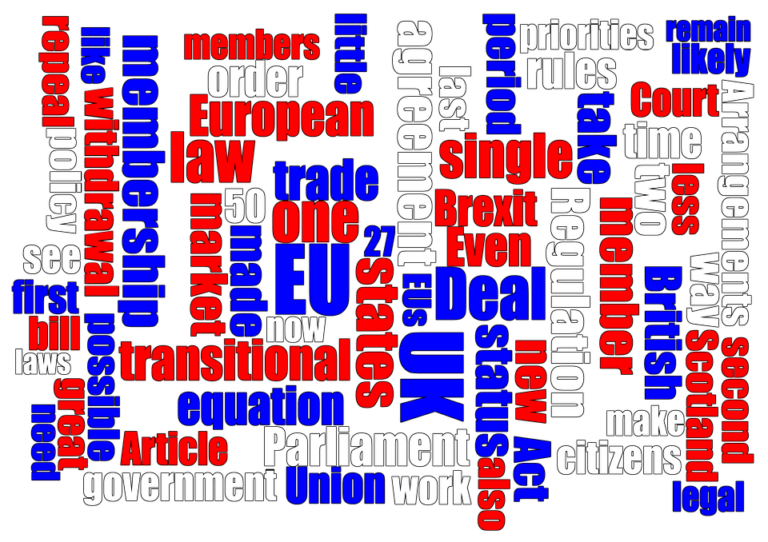 repeal
like
withdrawal
membership
policy
see
first
bill
laws
great
need
possible
members
order
European
law
little
trade
50
one
27
market
made
EU
now
states
transitional
equation
Article
Parliament
government
Union
work
agreement
last
period
priorities
rules
remain
likely
take
Court
time
single
Brexit
Even
two
less
Arrangements
EUs
Deal
Regulation
member
way
British
UK
status
new
Act
also
make
citizens
Scotland
second
legal